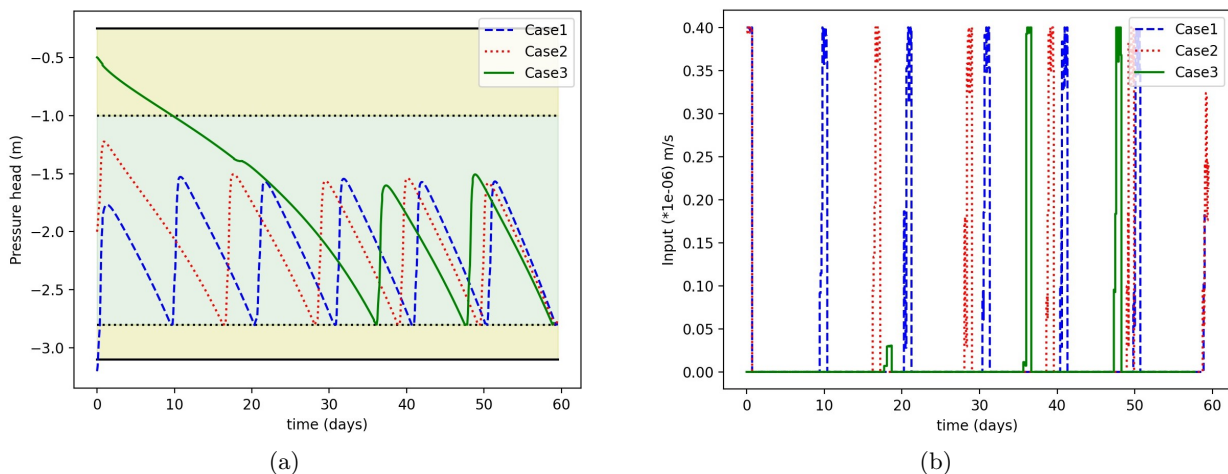 Case1
Case2
Case3
−0.5
−1.0
−1.5
−2.0
−2.5
−3.0
Pressure head (m)
0 10 20 30 40 50 60
time (days)
(a)
Case1
Case2
Case3
0.40
0.35
0.30
0.25
0.20
0.15
0.10
0.05
0.00
Input (*1e-06) m/s
0 10 20 30 40 50 60
time (days)
(b)